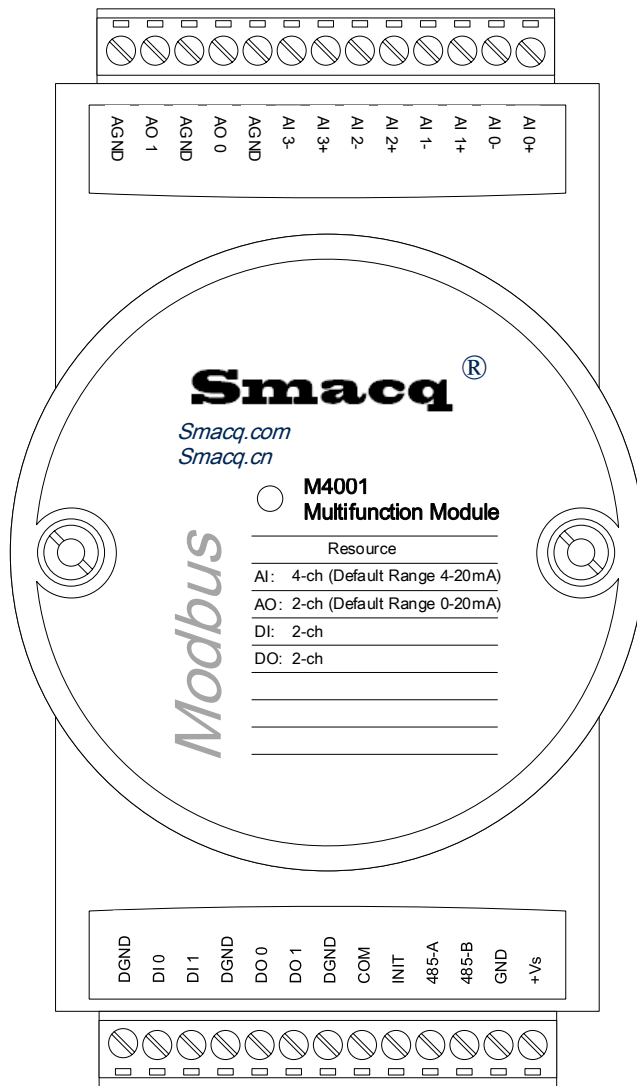 AGND AO 1 AGND AO 0 AGND AI 3- AI 3+ AI 2- AI 2+ AI 1- AI 1+ AI 0- AI 0+
Smacq ®
Smacq.com
Smacq.cn
M4001
Multifunction Module
Modbus
Resource
AI: 4-ch (Default Range 4-20mA)
AO: 2-ch (Default Range 0-20mA)
DI: 2-ch
DO: 2-ch
DGND DI 0 DI 1 DGND DO 0 DO 1 DGND COM INIT 485-A 485-B GND +Vs